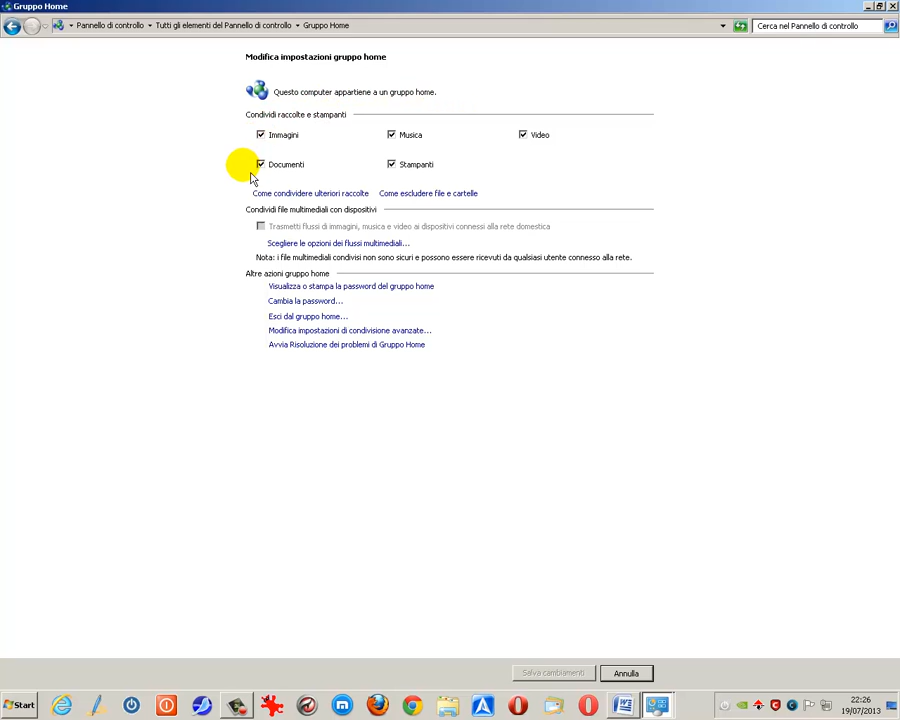 Gruppo Home
Pannello di controllo Tutti gli elementi del Pannello di controllo Gruppo Home Cerca nel Pannello di controllo
Modifica impostazioni gruppo home
Questo computer appartiene a un gruppo home.
Condividi raccolte e stampanti
Immagini Musica Video
Documenti Stampanti
Come condividere ulteriori raccolte Come escludere file e cartelle
Condividi file multimediali con dispositivi
Trasmetti flussi di immagini, musica e video ai dispositivi connessi alla rete domestica
Scegliere le opzioni dei flussi multimediali...
Nota: i file multimediali condivisi non sono sicuri e possono essere ricevuti da qualsiasi utente connesso alla rete.
Altre azioni gruppo home
Visualizza o stampa la password del gruppo home
Cambia la password...
Esci dal gruppo home...
Modifica impostazioni di condivisione avanzate...
Avvia Risoluzione dei problemi di Gruppo Home
Salva cambiamenti Annulla
Start 22:26
19/07/2013